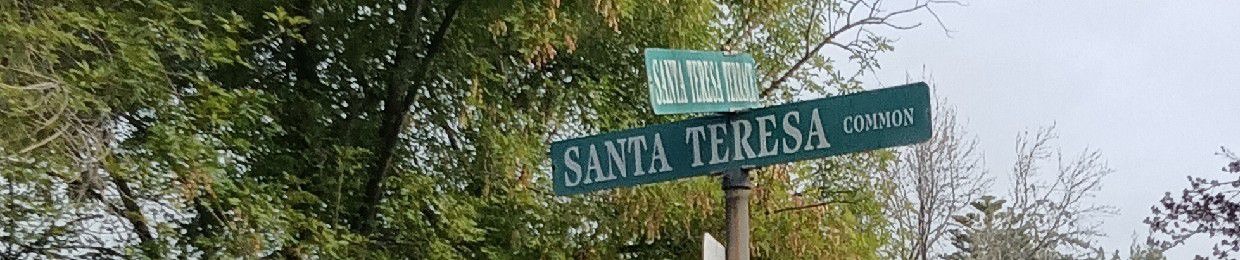 SANTA TERESA TERRACE
SANTA TERESA COMMON